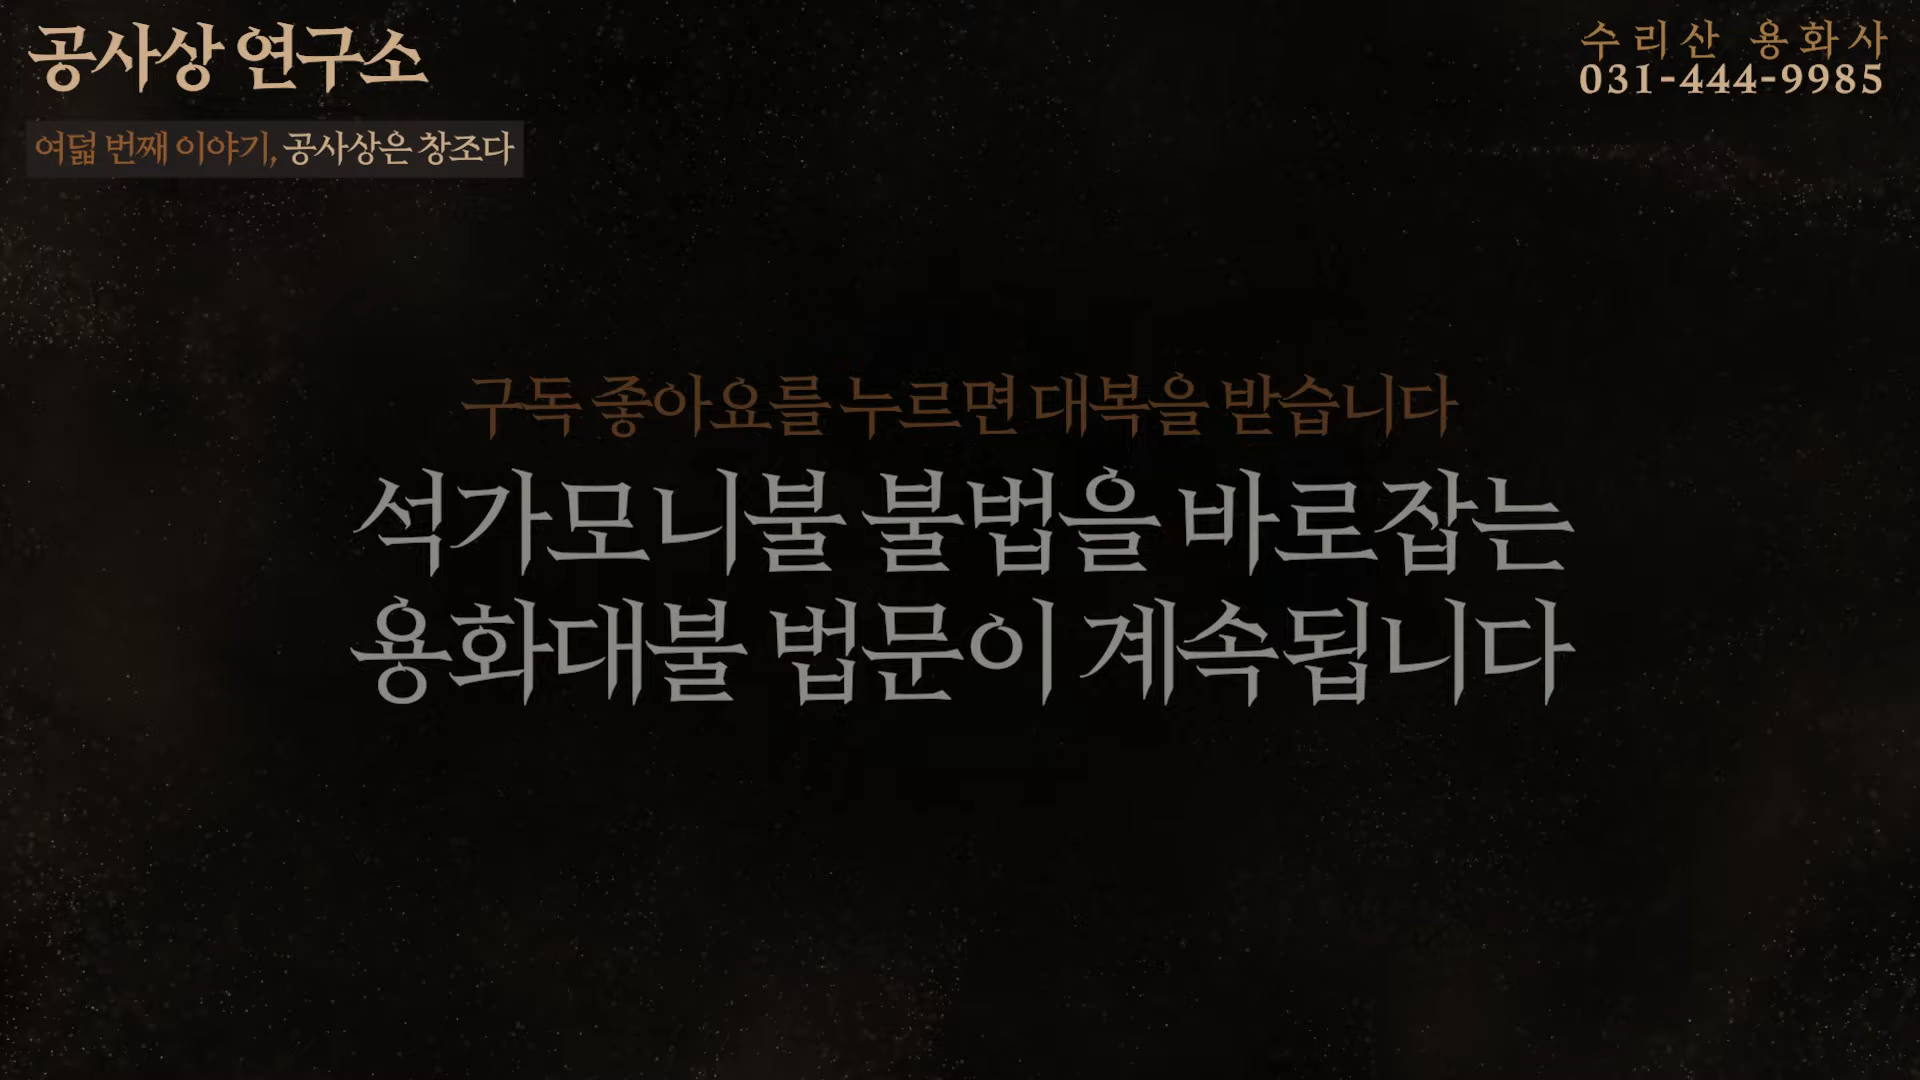 공사상 연구소
수리산 용화사
031-444-9985
여덟 번째 이야기, 공사상은 창조다
구독 좋아요를 누르면 대복을 받습니다
석가모니불 불법을 바로잡는
용화대불 법문이 계속됩니다